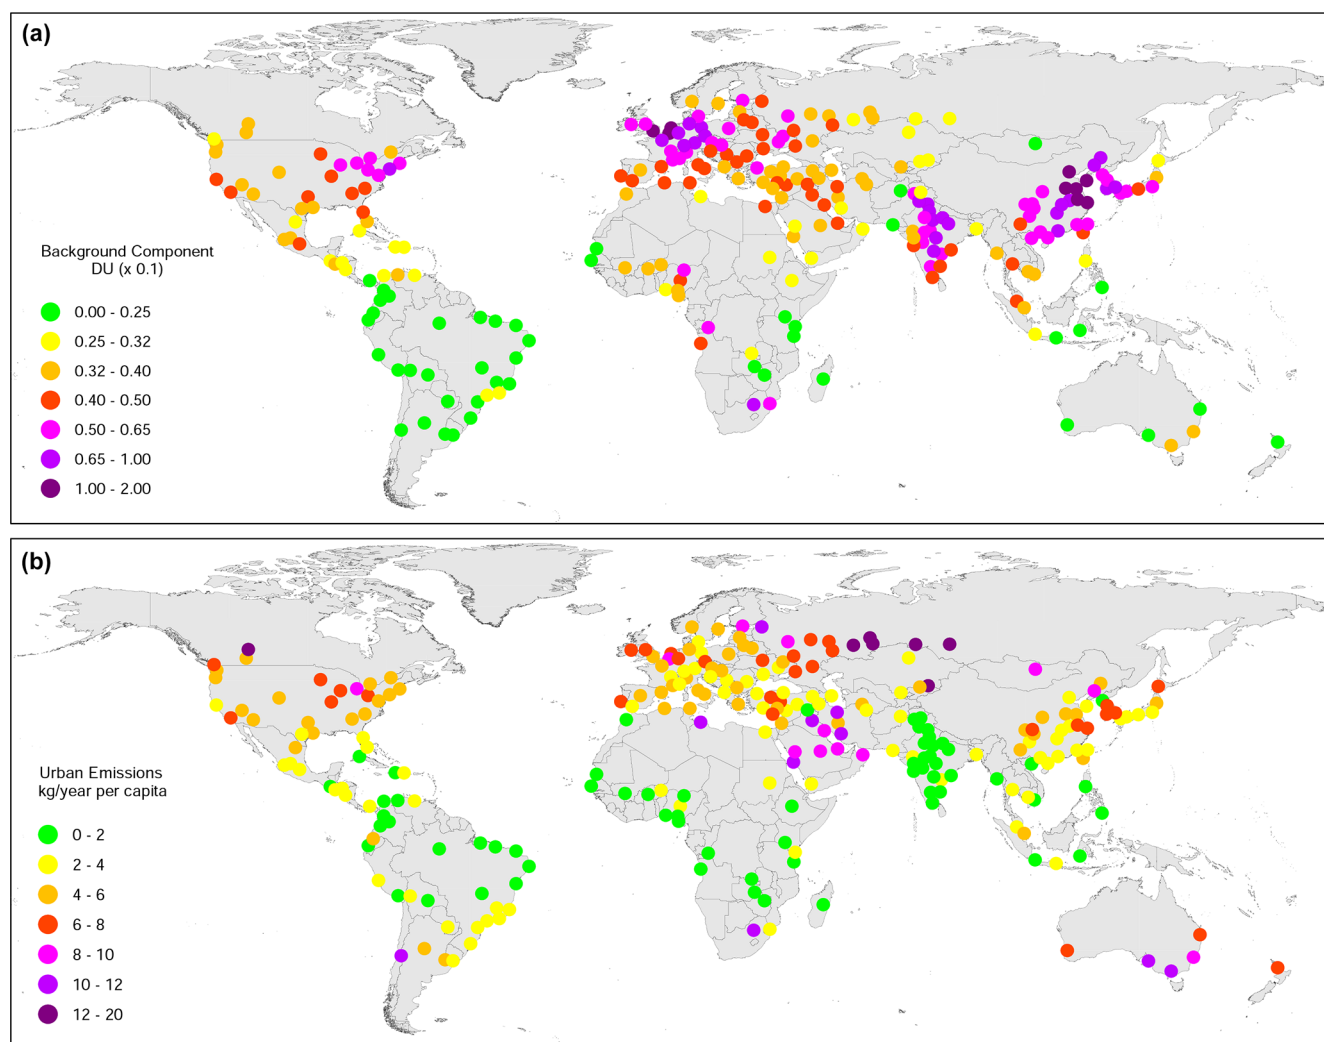 (a)
Background Component
DU (x 0.1)
0.00 - 0.25
0.25 - 0.32
0.32 - 0.40
0.40 - 0.50
0.50 - 0.65
0.65 - 1.00
1.00 - 2.00
(b)
Urban Emissions
kg/year per capita
0 - 2
2 - 4
4 - 6
6 - 8
8 - 10
10 - 12
12 - 20